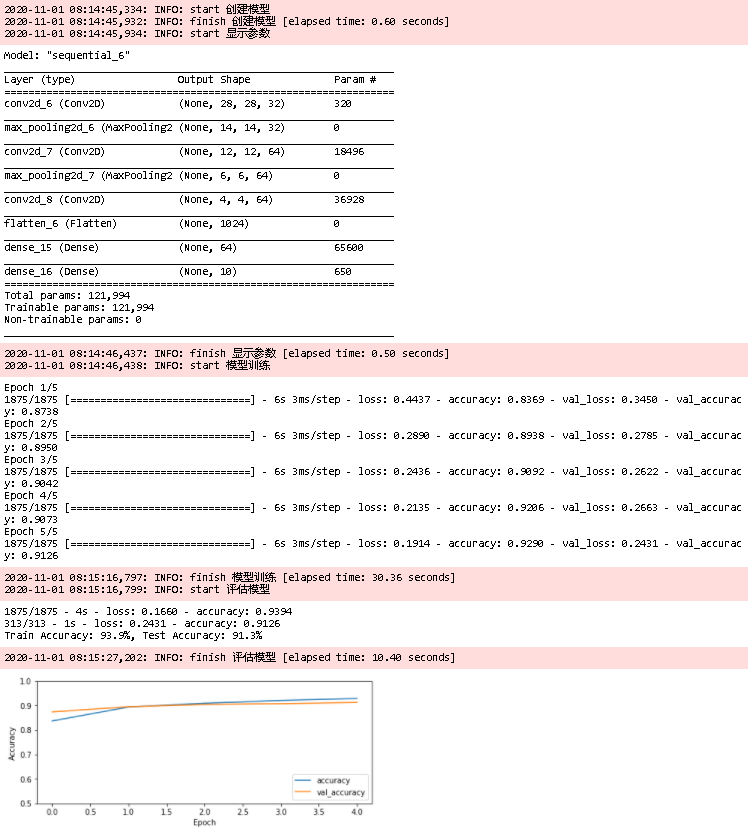 2020-11-01 08:14:45,334: INFO: start 创建模型
2020-11-01 08:14:45,932: INFO: finish 创建模型 [elapsed time: 0.60 seconds]
2020-11-01 08:14:45,934: INFO: start 显示参数
Model: "sequential_6"
Layer (type) Output Shape Param #
=================================================================
conv2d_6 (Conv2D) (None, 28, 28, 32) 320
max_pooling2d_6 (MaxPooling2 (None, 14, 14, 32) 0
conv2d_7 (Conv2D) (None, 12, 12, 64) 18496
max_pooling2d_7 (MaxPooling2 (None, 6, 6, 64) 0
conv2d_8 (Conv2D) (None, 4, 4, 64) 36928
flatten_6 (Flatten) (None, 1024) 0
dense_15 (Dense) (None, 64) 65600
dense_16 (Dense) (None, 10) 650
=================================================================
Total params: 121,994
Trainable params: 121,994
Non-trainable params: 0
2020-11-01 08:14:46,437: INFO: finish 显示参数 [elapsed time: 0.50 seconds]
2020-11-01 08:14:46,438: INFO: start 模型训练
Epoch 1/5
1875/1875 [==============================] - 6s 3ms/step - loss: 0.4437 - accuracy: 0.8369 - val_loss: 0.3450 - val_accurac
y: 0.8738
Epoch 2/5
1875/1875 [==============================] - 6s 3ms/step - loss: 0.2890 - accuracy: 0.8938 - val_loss: 0.2785 - val_accurac
y: 0.8950
Epoch 3/5
1875/1875 [==============================] - 6s 3ms/step - loss: 0.2436 - accuracy: 0.9092 - val_loss: 0.2622 - val_accurac
y: 0.9042
Epoch 4/5
1875/1875 [==============================] - 6s 3ms/step - loss: 0.2135 - accuracy: 0.9206 - val_loss: 0.2663 - val_accurac
y: 0.9073
Epoch 5/5
1875/1875 [==============================] - 6s 3ms/step - loss: 0.1914 - accuracy: 0.9290 - val_loss: 0.2431 - val_accurac
y: 0.9126
2020-11-01 08:15:16,797: INFO: finish 模型训练 [elapsed time: 30.36 seconds]
2020-11-01 08:15:16,799: INFO: start 评估模型
1875/1875 - 4s - loss: 0.1660 - accuracy: 0.9394
313/313 - 1s - loss: 0.2431 - accuracy: 0.9126
Train Accuracy: 93.9%, Test Accuracy: 91.3%
2020-11-01 08:15:27,202: INFO: finish 评估模型 [elapsed time: 10.40 seconds]
1.0
0.9
0.8
0.7
0.6
0.5
Accuracy
accuracy
val_accuracy
0.0 0.5 1.0 1.5 2.0 2.5 3.0 3.5 4.0
Epoch